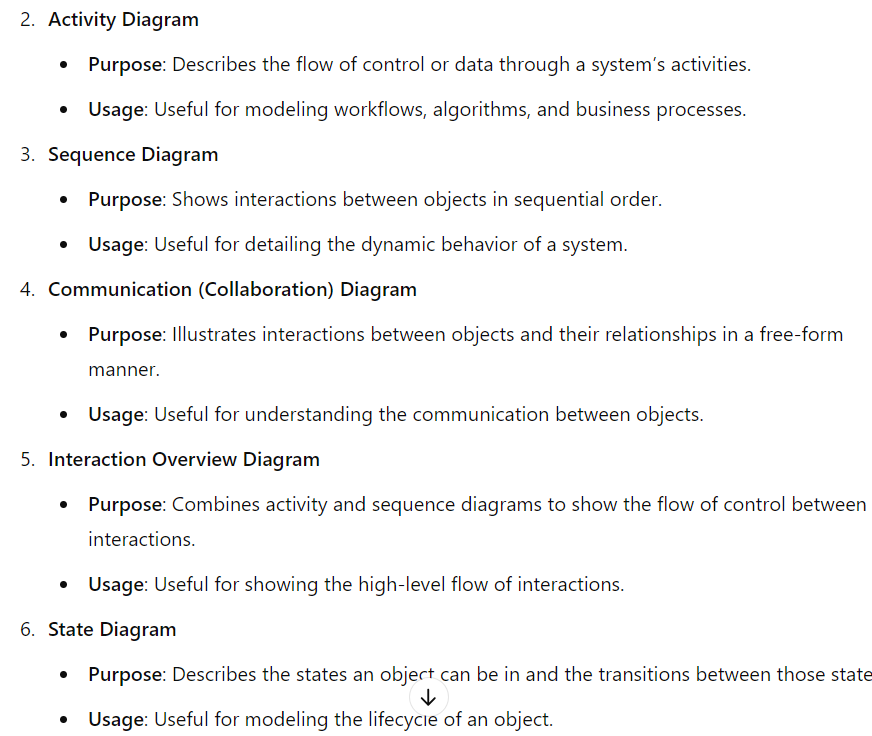 2. Activity Diagram
• Purpose: Describes the flow of control or data through a system's activities.
• Usage: Useful for modeling workflows, algorithms, and business processes.
3. Sequence Diagram
• Purpose: Shows interactions between objects in sequential order.
• Usage: Useful for detailing the dynamic behavior of a system.
4. Communication (Collaboration) Diagram
• Purpose: Illustrates interactions between objects and their relationships in a free-form
manner.
• Usage: Useful for understanding the communication between objects.
5. Interaction Overview Diagram
• Purpose: Combines activity and sequence diagrams to show the flow of control between
interactions.
• Usage: Useful for showing the high-level flow of interactions.
6. State Diagram
• Purpose: Describes the states an object can be in and the transitions between those state
• Usage: Useful for modeling the lifecycle of an object.